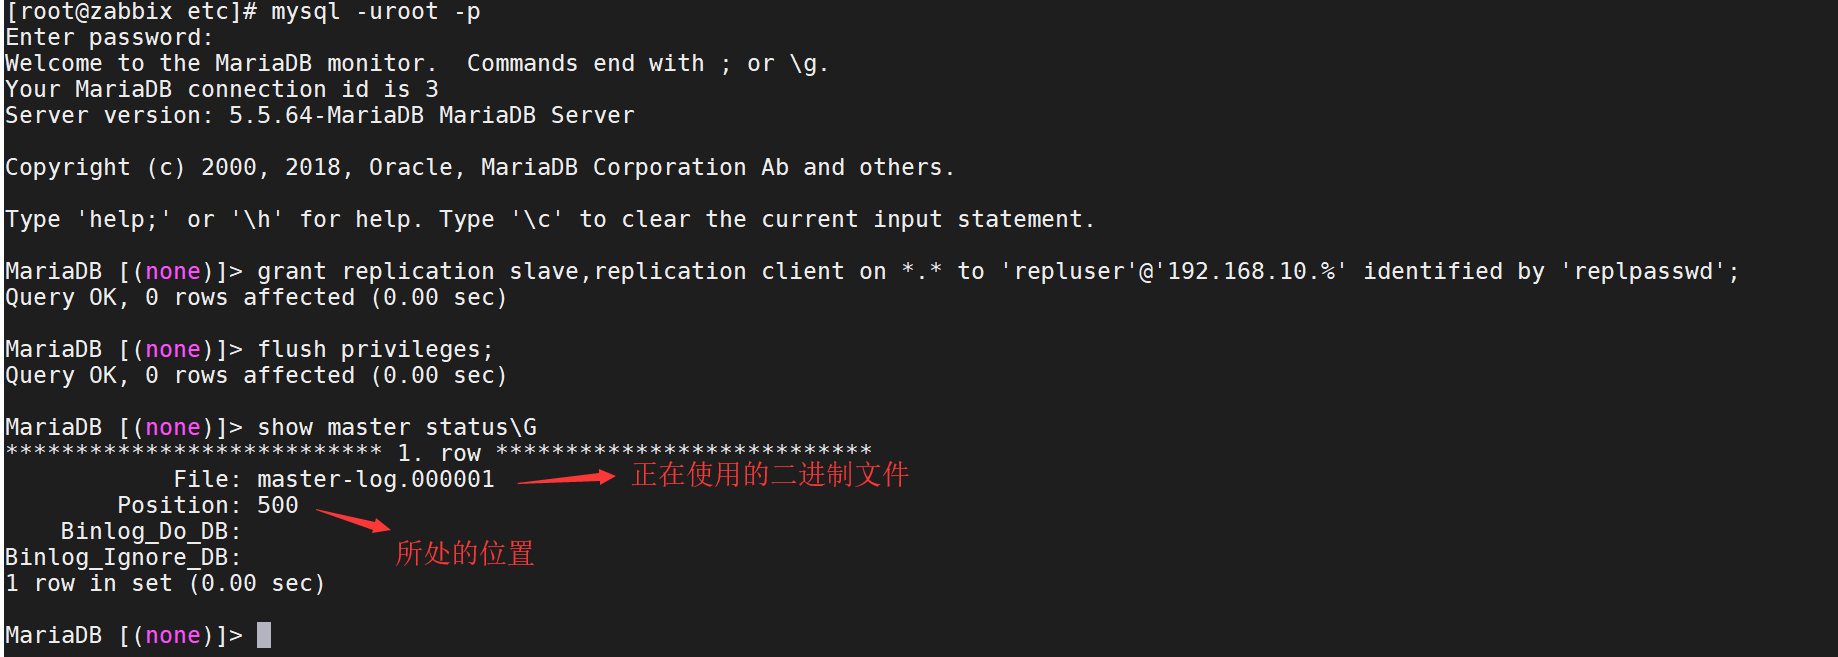 [root@zabbix etc]# mysql -uroot -p
Enter password:
Welcome to the MariaDB monitor.  Commands end with ; or \g.
Your MariaDB connection id is 3
Server version: 5.5.64-MariaDB MariaDB Server
Copyright (c) 2000, 2018, Oracle, MariaDB Corporation Ab and others.
Type 'help;' or '\h' for help. Type '\c' to clear the current input statement.
MariaDB [(none)]> grant replication slave,replication client on *.* to 'repluser'@'192.168.10.%' identified by 'replpasswd';
Query OK, 0 rows affected (0.00 sec)
MariaDB [(none)]> flush privileges;
Query OK, 0 rows affected (0.00 sec)
MariaDB [(none)]> show master status\G
*************************** 1. row ***************************
File: master-log.000001 正在使用的二进制文件
Position: 500
Binlog_Do_DB:
所处的位置
Binlog_Ignore_DB:
1 row in set (0.00 sec)
MariaDB [(none)]>